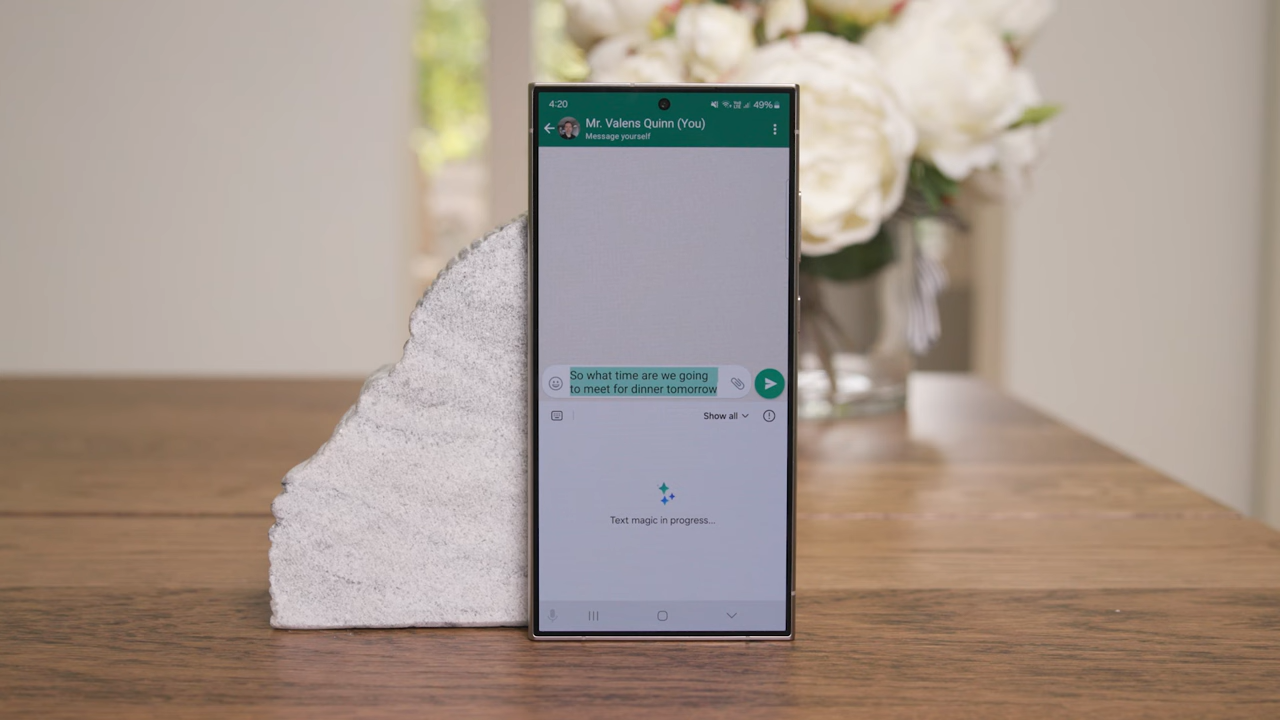 4:20
49%
Mr. Valens Quinn (You)
Message yourself
So what time are we going
to meet for dinner tomorrow
Show all
Text magic in progress...